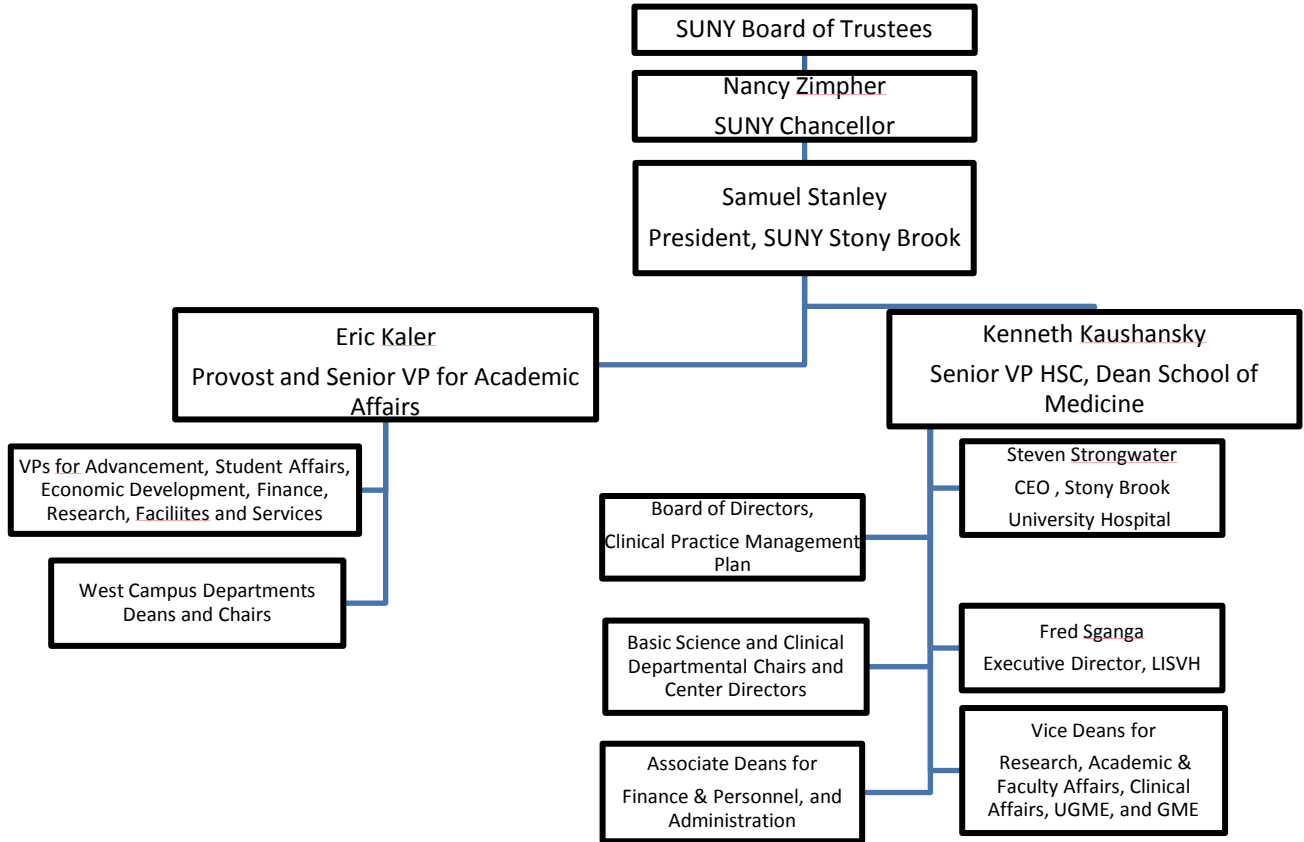 SUNY Board of Trustees
Nancy Zimpher
SUNY Chancellor
Samuel Stanley
President, SUNY Stony Brook
Eric Kaler
Provost and Senior VP for Academic
Affairs
Kenneth Kaushansky
Senior VP HSC, Dean School of
Medicine
VPs for Advancement, Student Affairs,
Economic Development, Finance,
Research, Faciliites and Services
West Campus Departments
Deans and Chairs
Steven Strongwater
CEO , Stony Brook
University Hospital
Board of Directors,
Clinical Practice Management
Plan
Basic Science and Clinical
Departmental Chairs and
Center Directors
Fred Sganga
Executive Director, LISVH
Associate Deans for
Finance & Personnel, and
Administration
Vice Deans for
Research, Academic &
Faculty Affairs, Clinical
Affairs, UGME, and GME